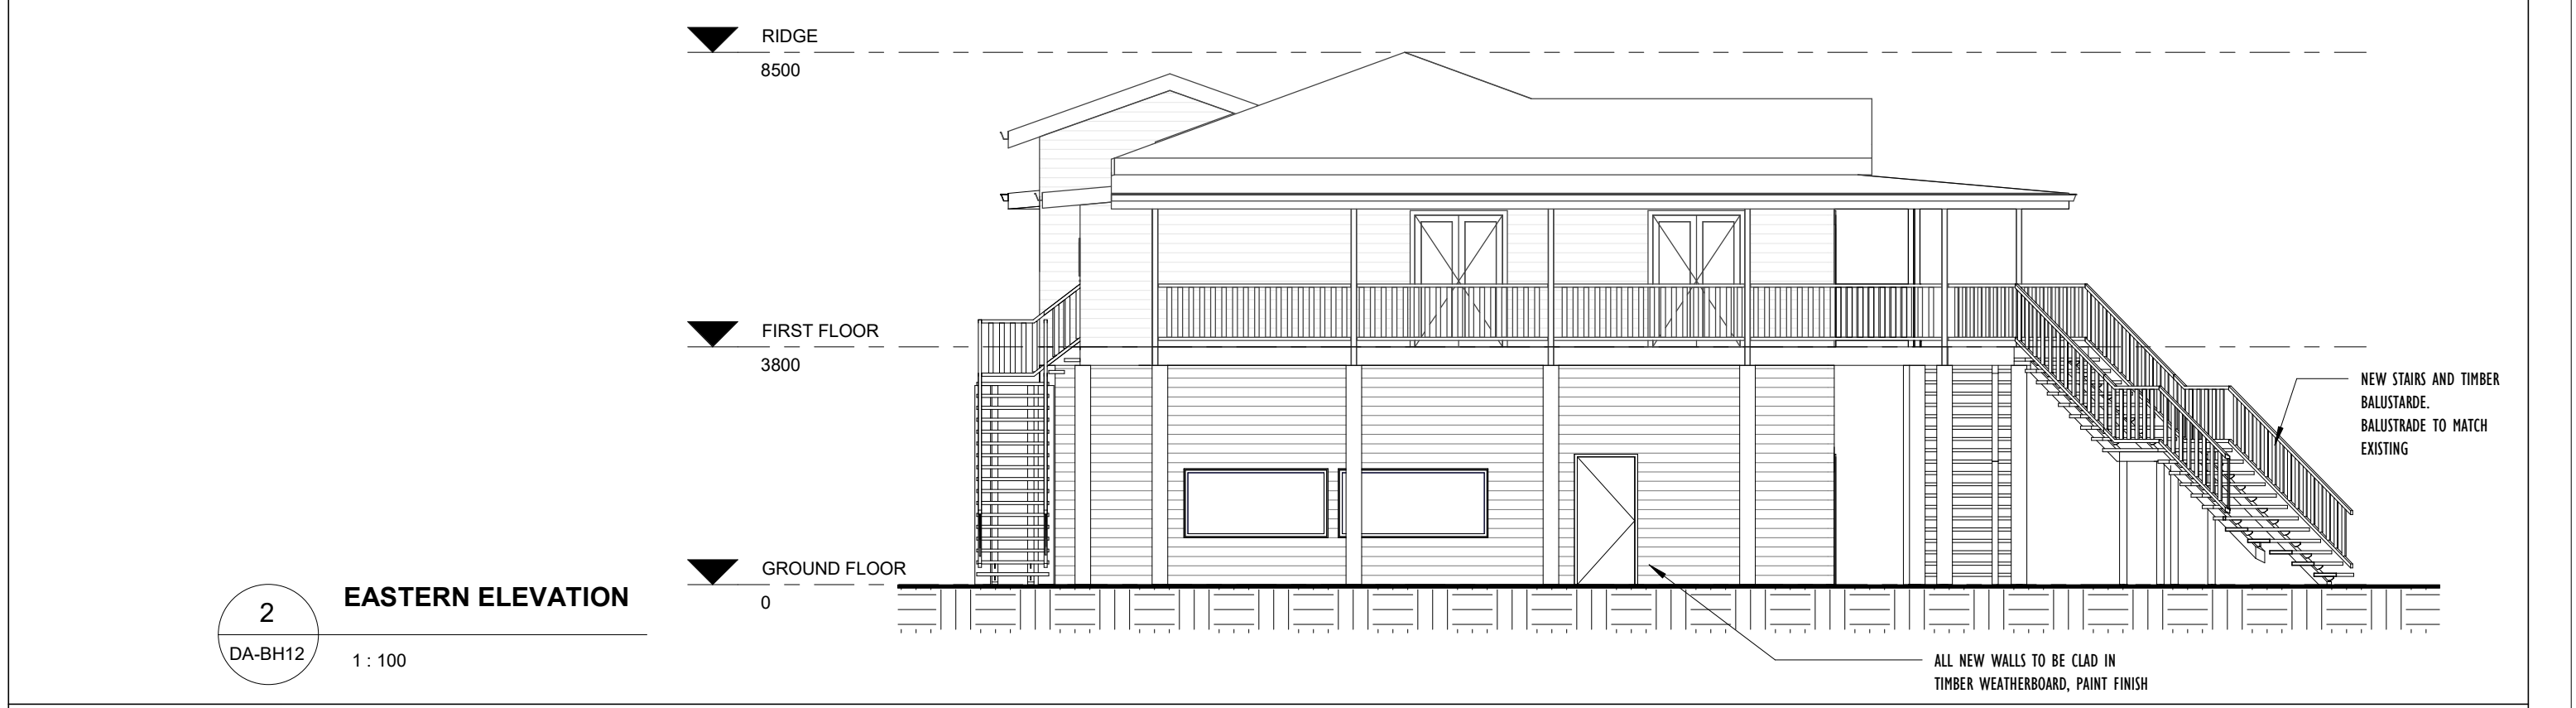 RIDGE
8500
FIRST FLOOR
3800
NEW STAIRS AND TIMBER
BALUSTARDE.
BALUSTRADE TO MATCH
EXISTING
GROUND FLOOR
0
2
DA-BH12
EASTERN ELEVATION
1 : 100
ALL NEW WALLS TO BE CLAD IN
TIMBER WEATHERBOARD, PAINT FINISH